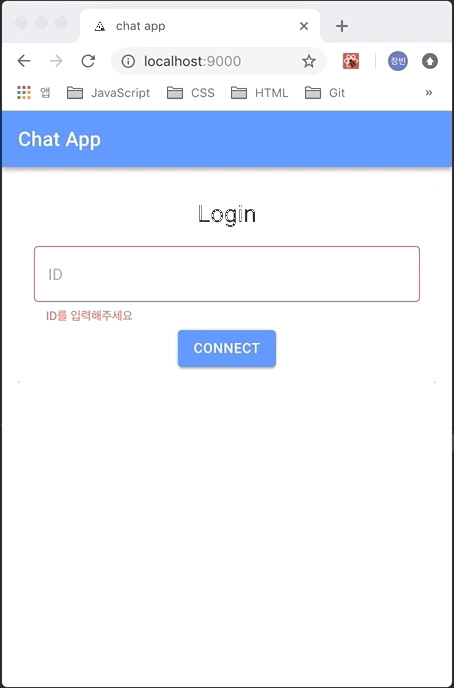 chat app
localhost:9000
정빈
앱 JavaScript CSS HTML Git »
Chat App
Login
ID
ID를 입력해주세요
CONNECT